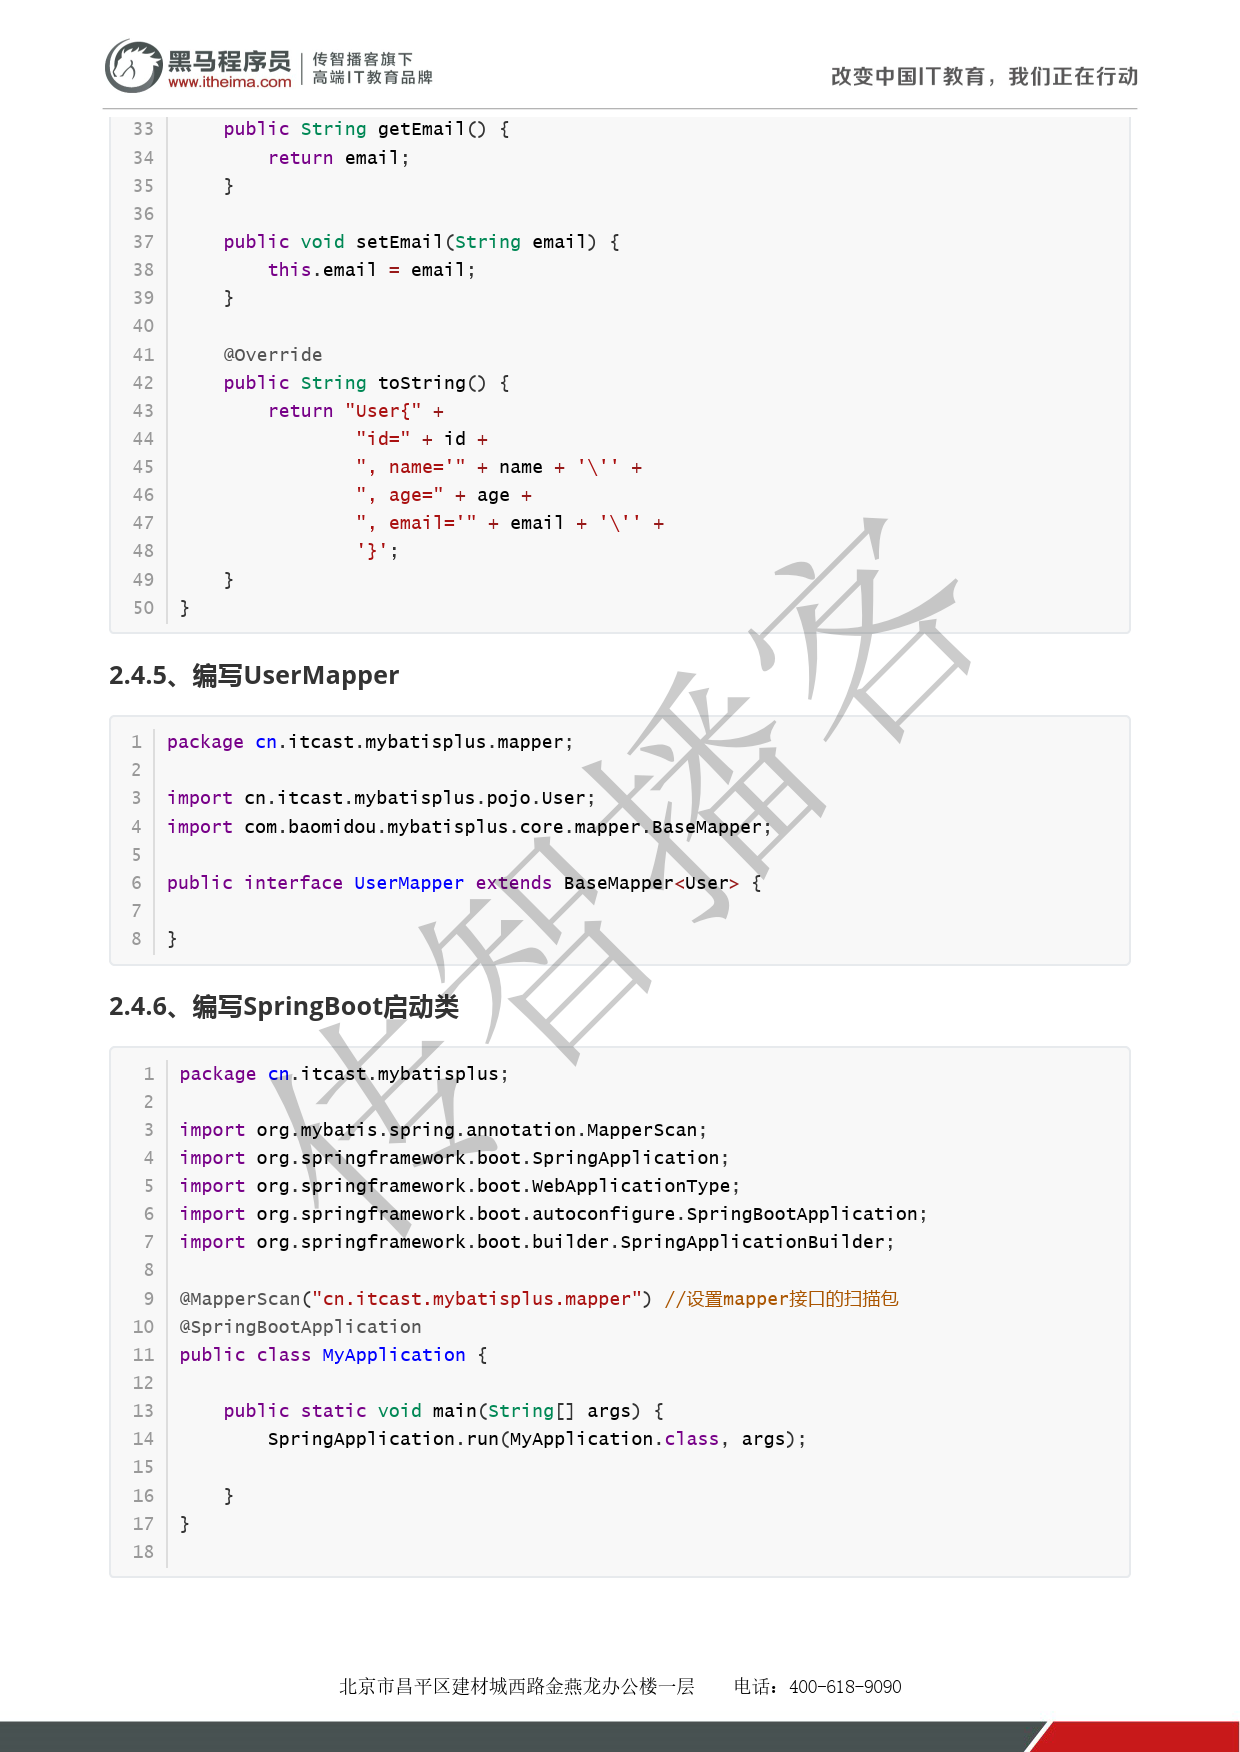 黑马程序员
www.itheima.com
传智播客旗下
高端IT教育品牌
改变中国IT教育，我们正在行动
33     public String getEmail() {
34         return email;
35     }
36
37     public void setEmail(String email) {
38         this.email = email;
39     }
40
41     @Override
42     public String toString() {
43         return "User{" +
44                 "id=" + id +
45                 ", name='" + name + '\'' +
46                 ", age=" + age +
47                 ", email='" + email + '\'' +
48                 '}';
49     }
50 }
2.4.5、编写UserMapper
1 package cn.itcast.mybatisplus.mapper;
2
3 import cn.itcast.mybatisplus.pojo.User;
4 import com.baomidou.mybatisplus.core.mapper.BaseMapper;
5
6 public interface UserMapper extends BaseMapper<User> {
7
8 }
2.4.6、编写SpringBoot启动类
1 package cn.itcast.mybatisplus;
2
3 import org.mybatis.spring.annotation.MapperScan;
4 import org.springframework.boot.SpringApplication;
5 import org.springframework.boot.WebApplicationType;
6 import org.springframework.boot.autoconfigure.SpringBootApplication;
7 import org.springframework.boot.builder.SpringApplicationBuilder;
8
9 @MapperScan("cn.itcast.mybatisplus.mapper") //设置mapper接口的扫描包
10 @SpringBootApplication
11 public class MyApplication {
12
13     public static void main(String[] args) {
14         SpringApplication.run(MyApplication.class, args);
15
16     }
17 }
18
传智播客
北京市昌平区建材城西路金燕龙办公楼一层 电话：400-618-9090